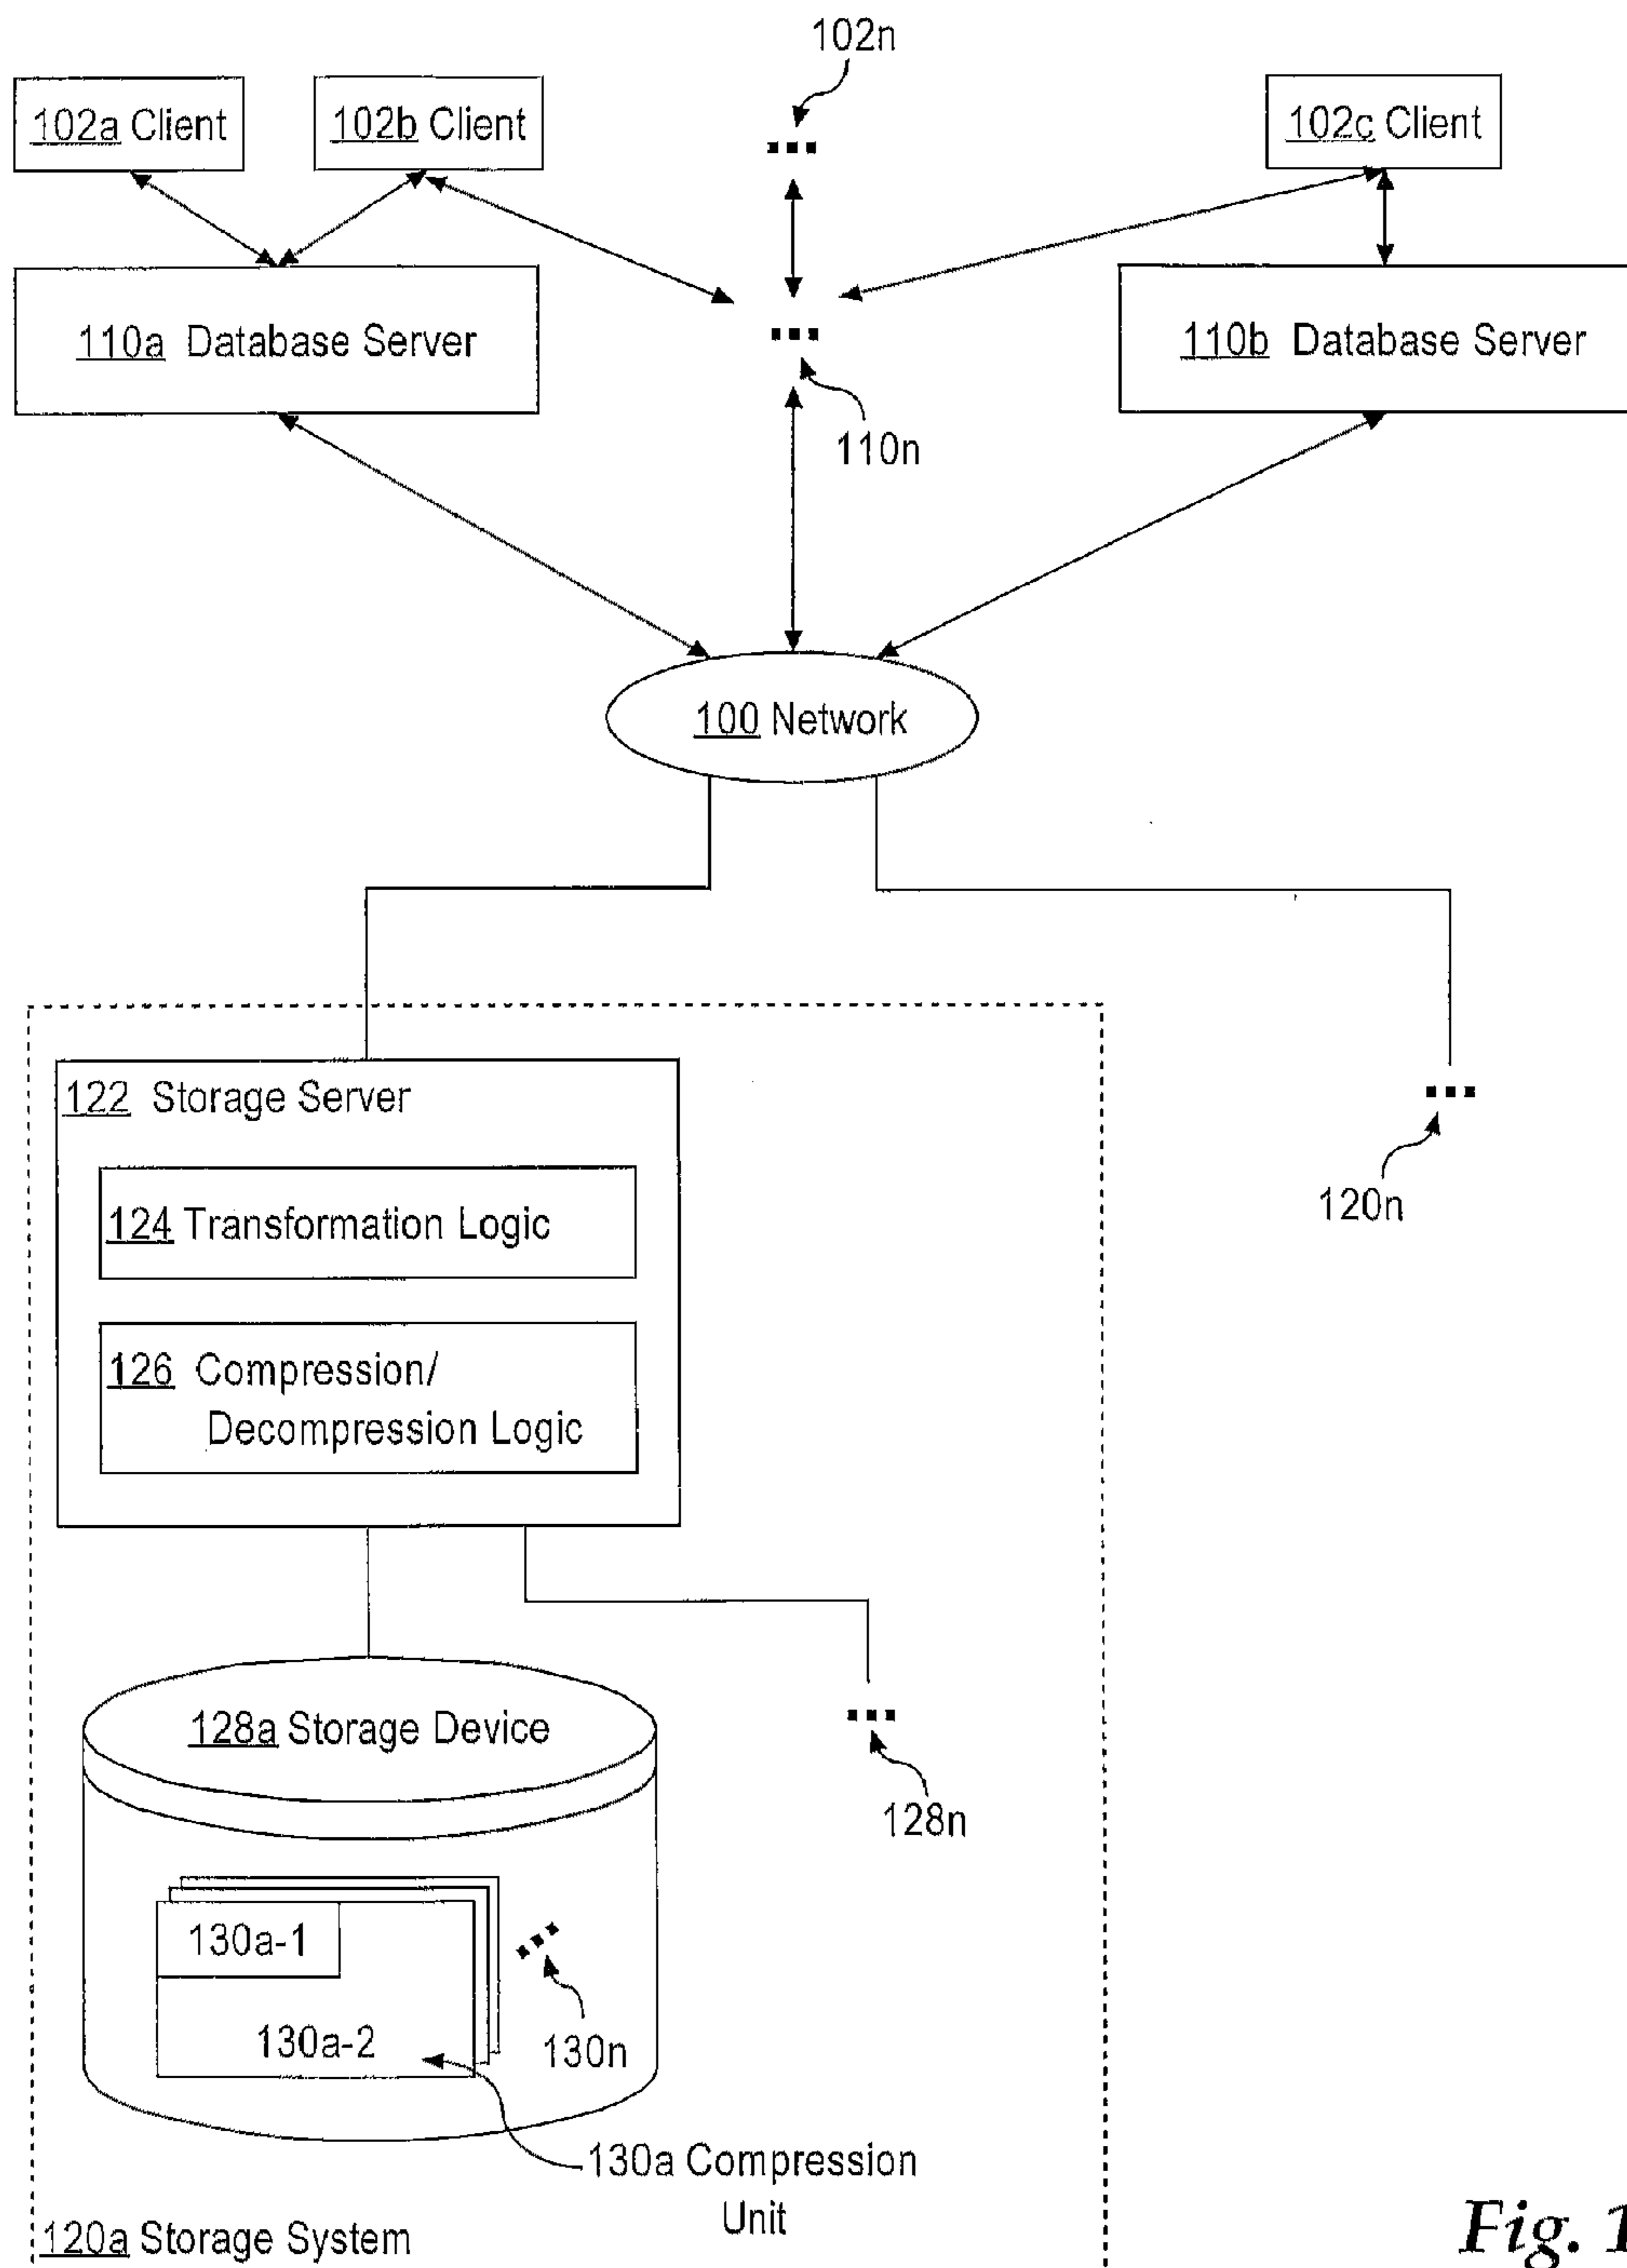 102n
102a Client
102b Client
102c Client
110a Database Server
110b Database Server
110n
100 Network
122 Storage Server
124 Transformation Logic
120n
126 Compression/
Decompression Logic
128a Storage Device
128n
130a-1
130a-2
130n
130a Compression
Unit
120a Storage System
Fig. 1